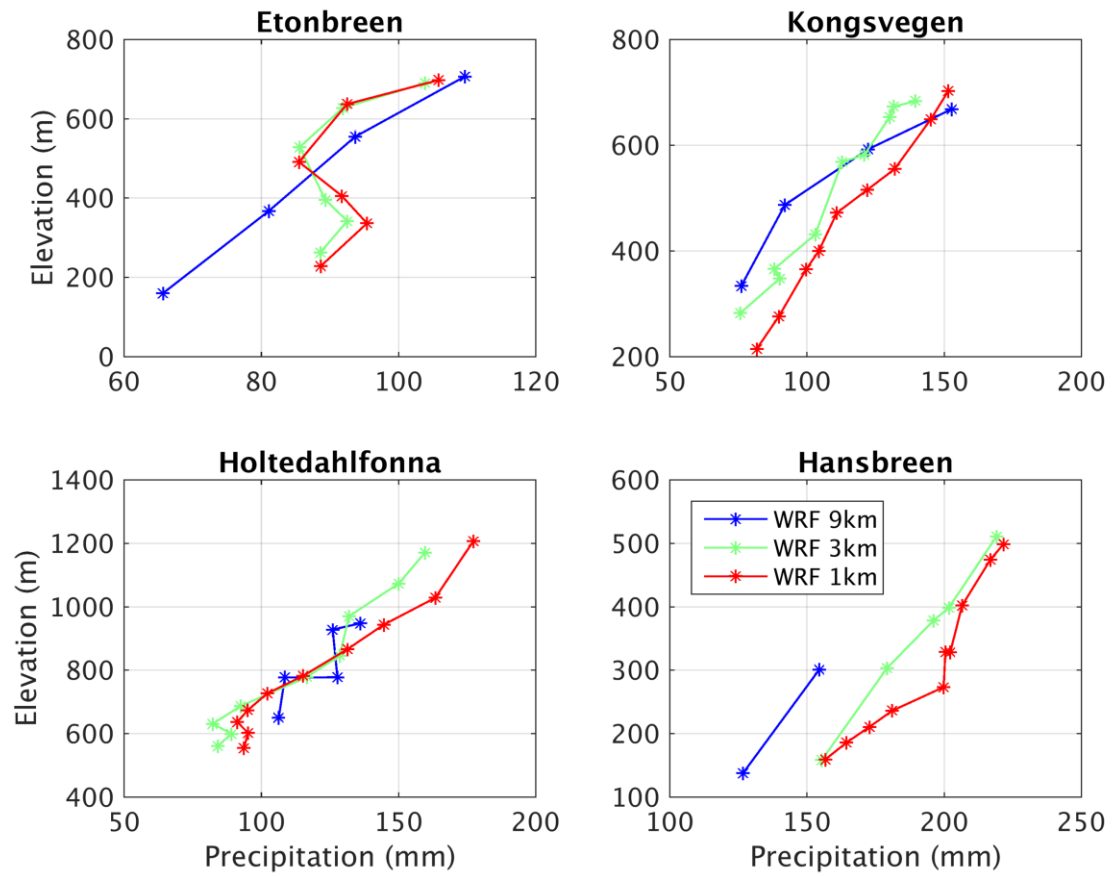 Etonbreen
800
600
400
200
0
60 80 100 120
Elevation (m)
Kongsvegen
800
600
400
200
50 100 150 200
Holtedahlfonna
1400
1200
1000
800
600
400
50 100 150 200
Elevation (m)
Precipitation (mm)
Hansbreen
600
500
400
300
200
100
100 150 200 250
WRF 9km
WRF 3km
WRF 1km
Precipitation (mm)